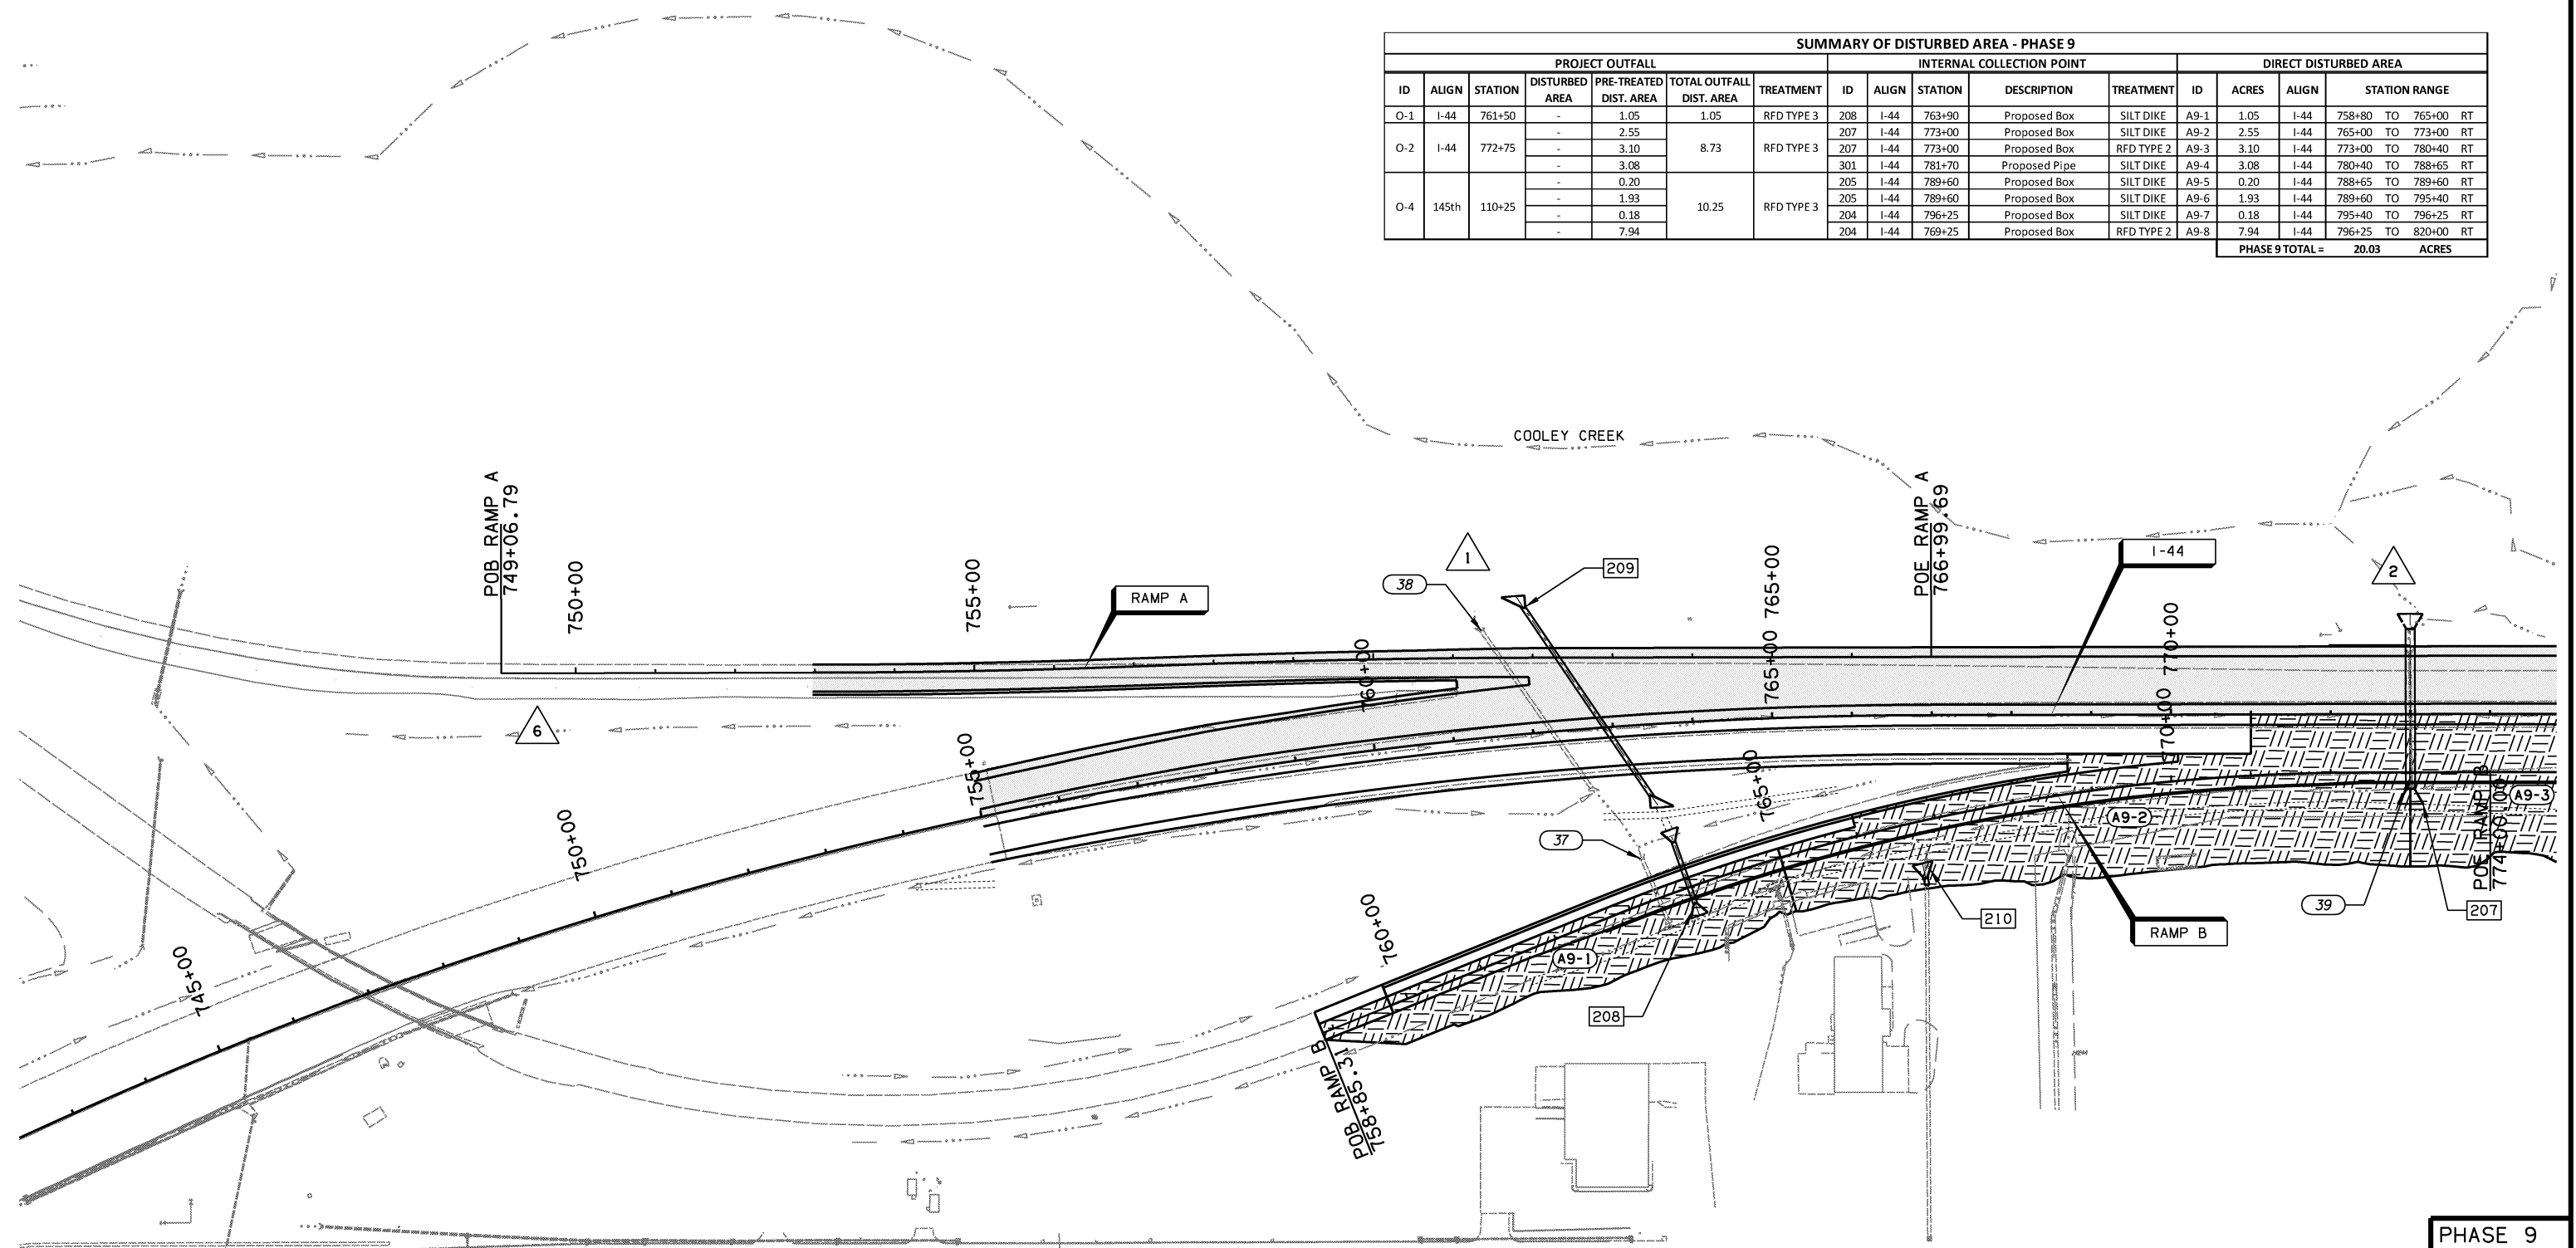 SUMMARY OF DISTURBED AREA - PHASE 9
PROJECT OUTFALL INTERNAL COLLECTION POINT DIRECT DISTURBED AREA
ID ALIGN STATION DISTURBED AREA PRE-TREATED DIST. AREA TOTAL OUTFALL DIST. AREA TREATMENT ID ALIGN STATION DESCRIPTION TREATMENT ID ACRES ALIGN STATION RANGE
O-1 I-44 761+50 - 1.05 1.05 RFD TYPE 3 208 I-44 763+90 Proposed Box SILT DIKE A9-1 1.05 I-44 758+80 TO 765+00 RT
- 2.55 207 I-44 773+00 Proposed Box SILT DIKE A9-2 2.55 I-44 765+00 TO 773+00 RT
O-2 I-44 772+75 - 3.10 8.73 RFD TYPE 3 207 I-44 773+00 Proposed Box RFD TYPE 2 A9-3 3.10 I-44 773+00 TO 780+40 RT
- 3.08 301 I-44 781+70 Proposed Pipe SILT DIKE A9-4 3.08 I-44 780+40 TO 788+65 RT
- 0.20 205 I-44 789+60 Proposed Box SILT DIKE A9-5 0.20 I-44 788+65 TO 789+60 RT
O-4 145th 110+25 - 1.93 10.25 RFD TYPE 3 205 I-44 789+60 Proposed Box SILT DIKE A9-6 1.93 I-44 789+60 TO 795+40 RT
- 0.18 204 I-44 796+25 Proposed Box SILT DIKE A9-7 0.18 I-44 795+40 TO 796+25 RT
- 7.94 204 I-44 769+25 Proposed Box RFD TYPE 2 A9-8 7.94 I-44 796+25 TO 820+00 RT
PHASE 9 TOTAL = 20.03 ACRES
COOLEY CREEK
POB RAMP A
749+06.79
750+00
755+00
RAMP A
38
1
209
765+00
POE RAMP A
766+99.69
I-44
2
770+00
760+00
765+00
770+00
6
755+00
750+00
745+00
765+00
37
A9-2
A9-3
POE RAMP B
774+00.00
39
207
210
RAMP B
760+00
A9-1
208
POB RAMP B
758+85.31
PHASE 9